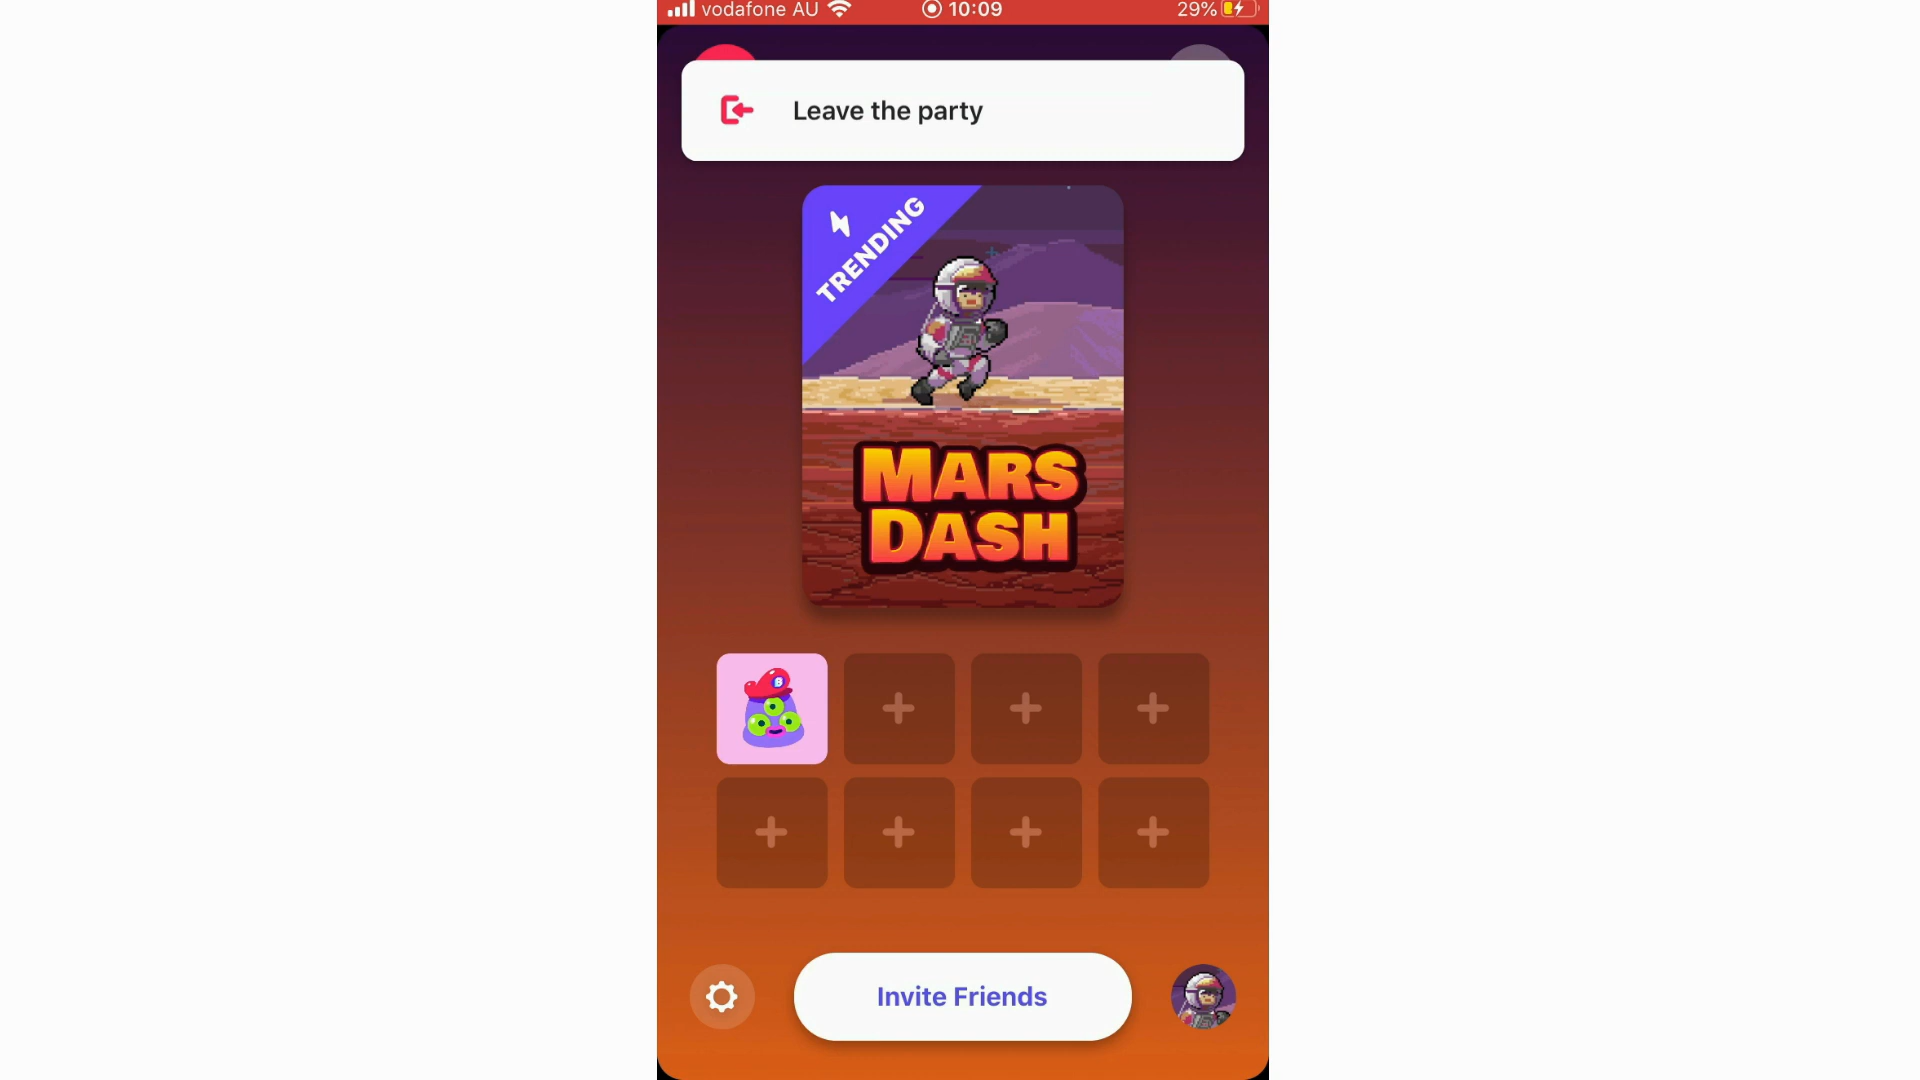 vodafone AU 10:09 29%
Leave the party
TRENDING
MARS
DASH
B
Invite Friends